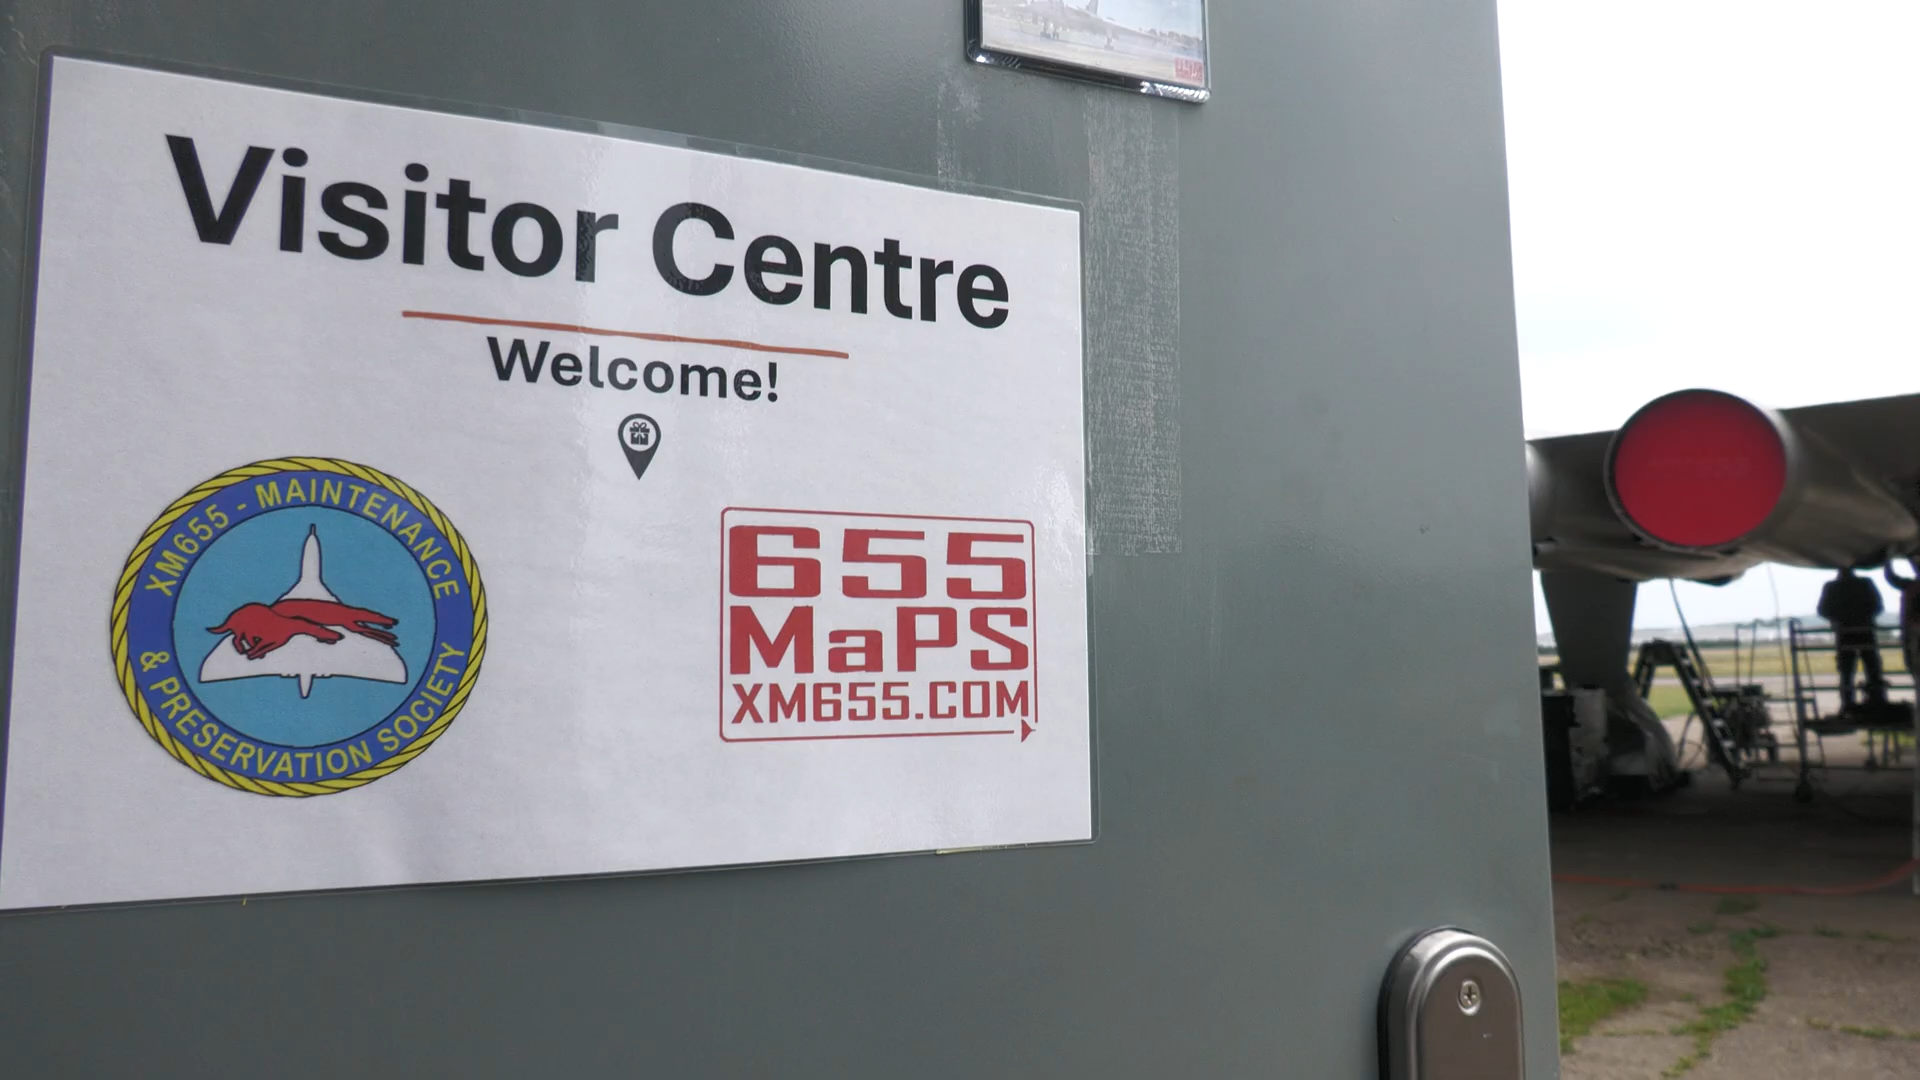 Visitor Centre
Welcome!
XM655 - MAINTENANCE
& PRESERVATION SOCIETY
655
MaPS
XM655.COM